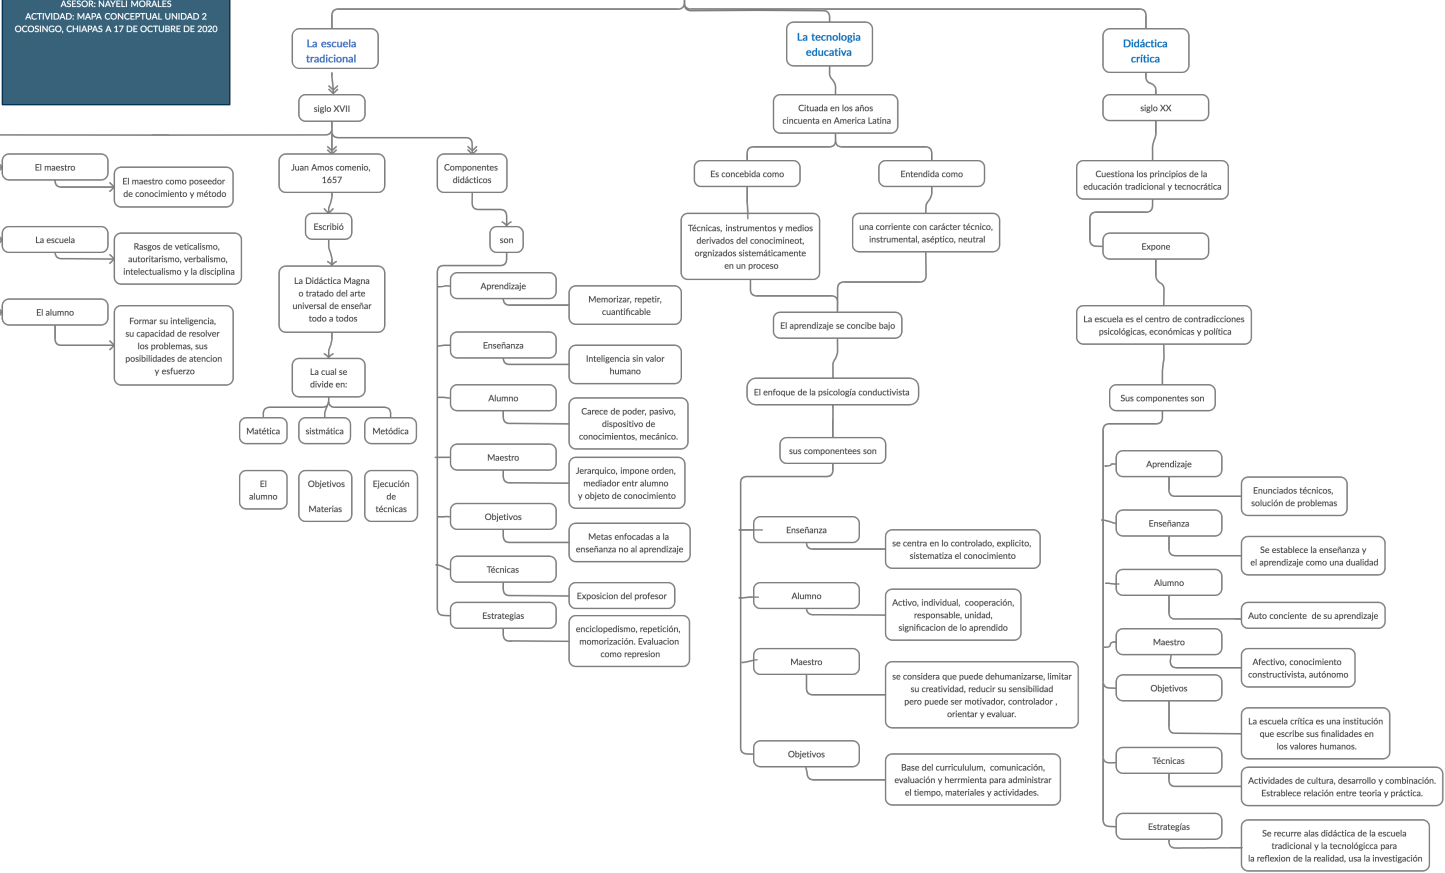 ASESOR: NAYELI MORALES
ACTIVIDAD: MAPA CONCEPTUAL UNIDAD 2
OCOSINGO, CHIAPAS A 17 DE OCTUBRE DE 2020
La escuela
tradicional
siglo XVII
El maestro
El maestro como poseedor
de conocimiento y método
La escuela
Rasgos de veticalismo,
autoritarismo, verbalismo,
intelectualismo y la disciplina
El alumno
Formar su inteligencia,
su capacidad de resolver
los problemas, sus
posibilidades de atencion
y esfuerzo
Juan Amos comenio,
1657
Escribió
La Didáctica Magna
o tratado del arte
universal de enseñar
todo a todos
La cual se
divide en:
Matética
sistmática
Metódica
El
alumno
Objetivos
Materias
Ejecución
de
técnicas
Componentes
didácticos
son
Aprendizaje
Memorizar, repetir,
cuantificable
Enseñanza
Inteligencia sin valor
humano
Alumno
Carece de poder, pasivo,
dispositivo de
conocimientos, mecánico.
Maestro
Jerarquico, impone orden,
mediador entr alumno
y objeto de conocimiento
Objetivos
Metas enfocadas a la
enseñanza no al aprendizaje
Técnicas
Exposicion del profesor
Estrategias
enciclopedismo, repetición,
momorización. Evaluacion
como represion
La tecnologia
educativa
Cituada en los años
cincuenta en America Latina
Es concebida como
Técnicas, instrumentos y medios
derivados del conocimineot,
orgnizados sistemáticamente
en un proceso
Entendida como
una corriente con carácter técnico,
instrumental, aséptico, neutral
El aprendizaje se concibe bajo
El enfoque de la psicología conductivista
sus componentees son
Enseñanza
se centra en lo controlado, explícito,
sistematiza el conocimiento
Alumno
Activo, individual, cooperación,
responsable, unidad,
significacion de lo aprendido
Maestro
se considera que puede dehumanizarse, limitar
su creatividad, reducir su sensibilidad
pero puede ser motivador, controlador ,
orientar y evaluar.
Objetivos
Base del curricululum, comunicación,
evaluación y herrmienta para administrar
el tiempo, materiales y actividades.
Didáctica
crítica
siglo XX
Cuestiona los principios de la
educación tradicional y tecnocrática
Expone
La escuela es el centro de contradicciones
psicológicas, económicas y política
Sus componentes son
Aprendizaje
Enunciados técnicos,
solución de problemas
Enseñanza
Se establece la enseñanza y
el aprendizaje como una dualidad
Alumno
Auto conciente de su aprendizaje
Maestro
Afectivo, conocimiento
constructivista, autónomo
Objetivos
La escuela crítica es una institución
que escribe sus finalidades en
los valores humanos.
Técnicas
Actividades de cultura, desarrollo y combinación.
Establece relación entre teoria y práctica.
Estrategías
Se recurre alas didáctica de la escuela
tradicional y la tecnológicca para
la reflexion de la realidad, usa la investigación